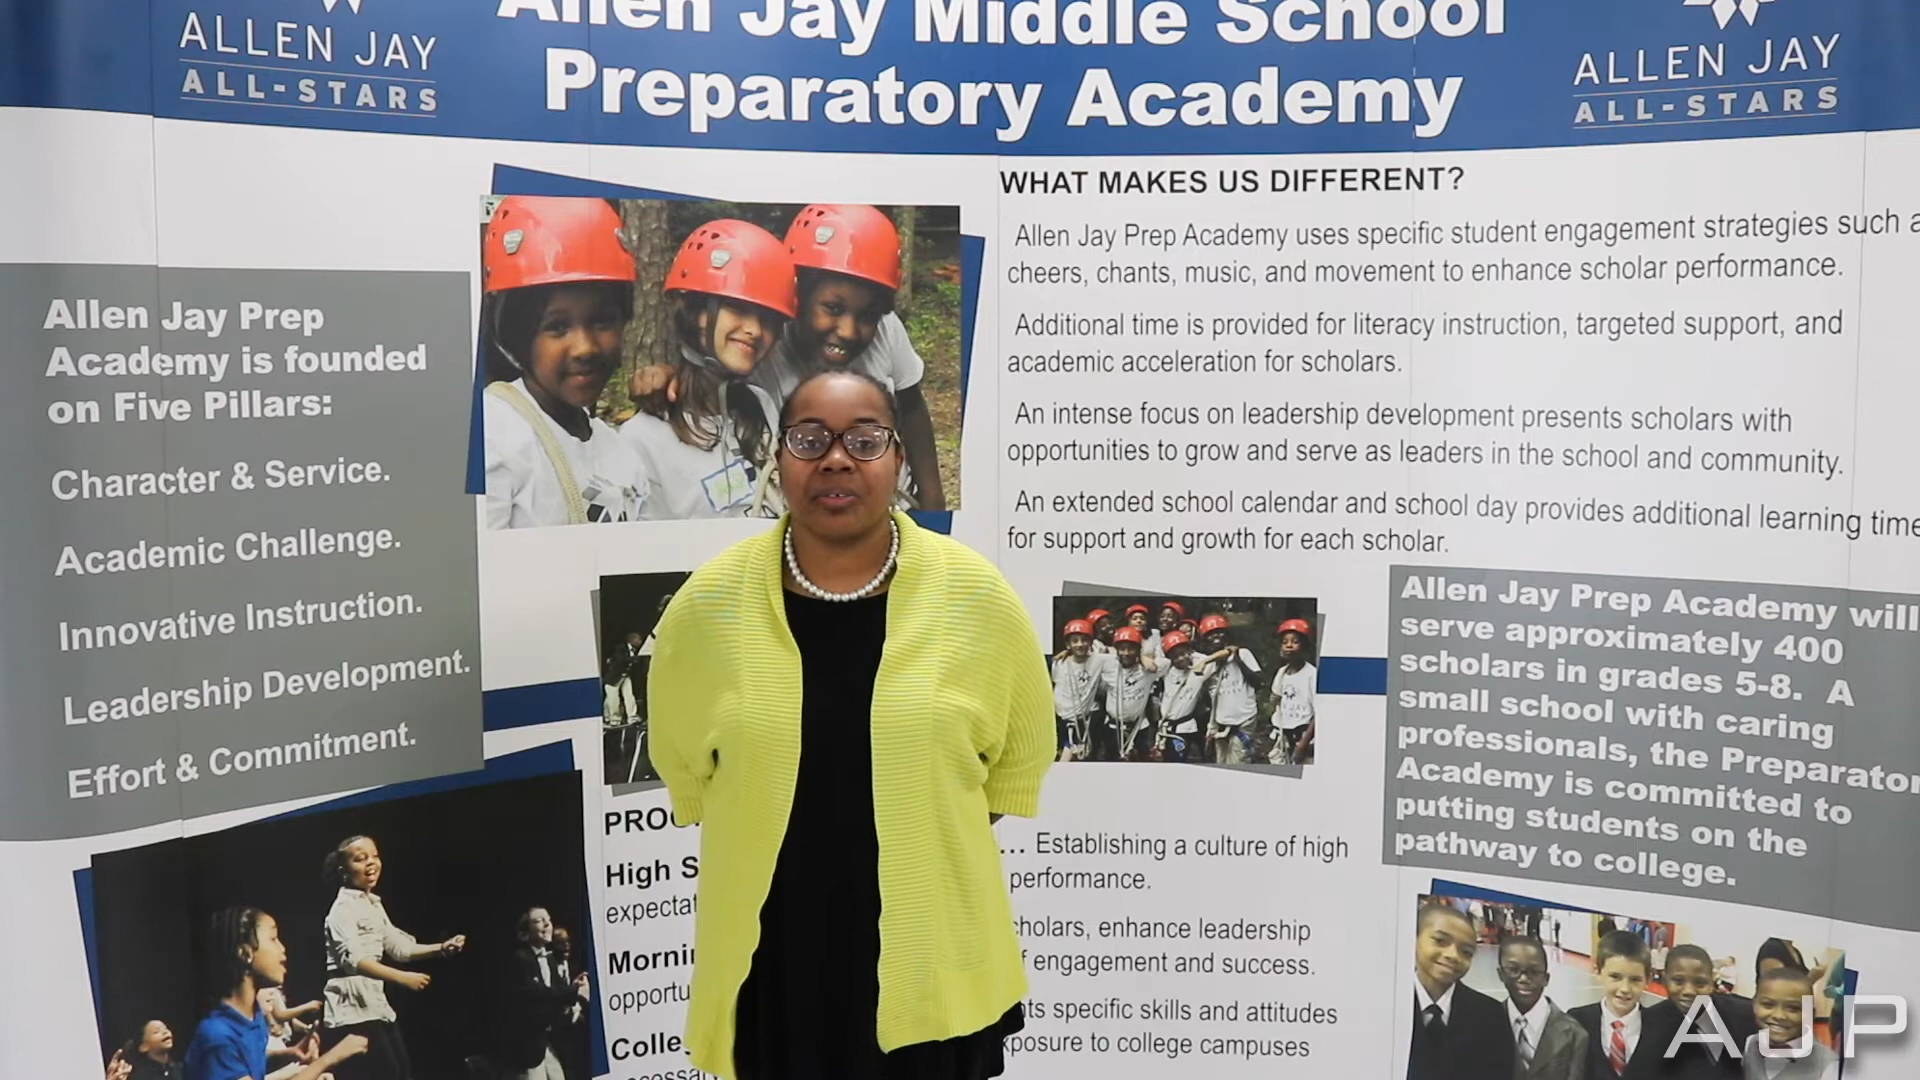 Allen Jay Middle School
Preparatory Academy
ALLEN JAY
ALL-STARS
ALLEN JAY
ALL-STARS
Allen Jay Prep
Academy is founded
on Five Pillars:
Character & Service.
Academic Challenge.
Innovative Instruction.
Leadership Development.
Effort & Commitment.
WHAT MAKES US DIFFERENT?
Allen Jay Prep Academy uses specific student engagement strategies such
cheers, chants, music, and movement to enhance scholar performance.
Additional time is provided for literacy instruction, targeted support, and
academic acceleration for scholars.
An intense focus on leadership development presents scholars with
opportunities to grow and serve as leaders in the school and community.
An extended school calendar and school day provides additional learning time
for support and growth for each scholar.
Allen Jay Prep Academy will
serve approximately 400
scholars in grades 5-8. A
small school with caring
professionals, the Preparator
Academy is committed to
putting students on the
pathway to college.
High
... Establishing a culture of high
performance.
cholars, enhance leadership
f engagement and success.
Mornin
opportu
ts specific skills and attitudes
xposure to college campuses
AJP